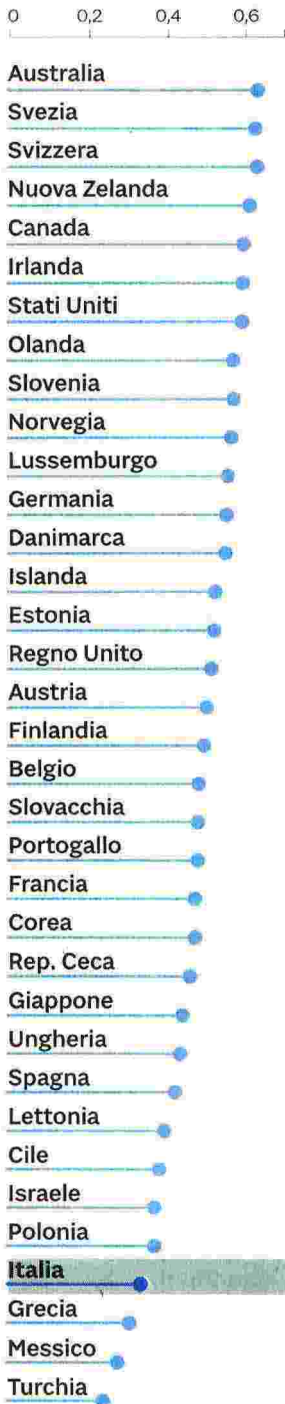 0 0,2 0,4 0,6
Australia
Svezia
Svizzera
Nuova Zelanda
Canada
Irlanda
Stati Uniti
Olanda
Slovenia
Norvegia
Lussemburgo
Germania
Danimarca
Islanda
Estonia
Regno Unito
Austria
Finlandia
Belgio
Slovacchia
Portogallo
Francia
Corea
Rep. Ceca
Giappone
Ungheria
Spagna
Lettonia
Cile
Israele
Polonia
Italia
Grecia
Messico
Turchia